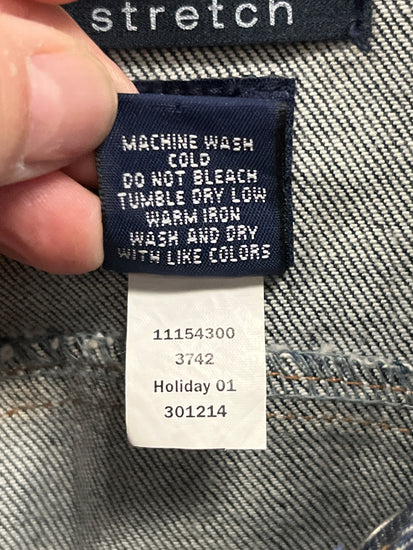 stretch
MACHINE WASH
COLD
DO NOT BLEACH
TUMBLE DRY LOW
WARM IRON
WASH AND DRY
WITH LIKE COLORS
11154300
3742
Holiday 01
301214